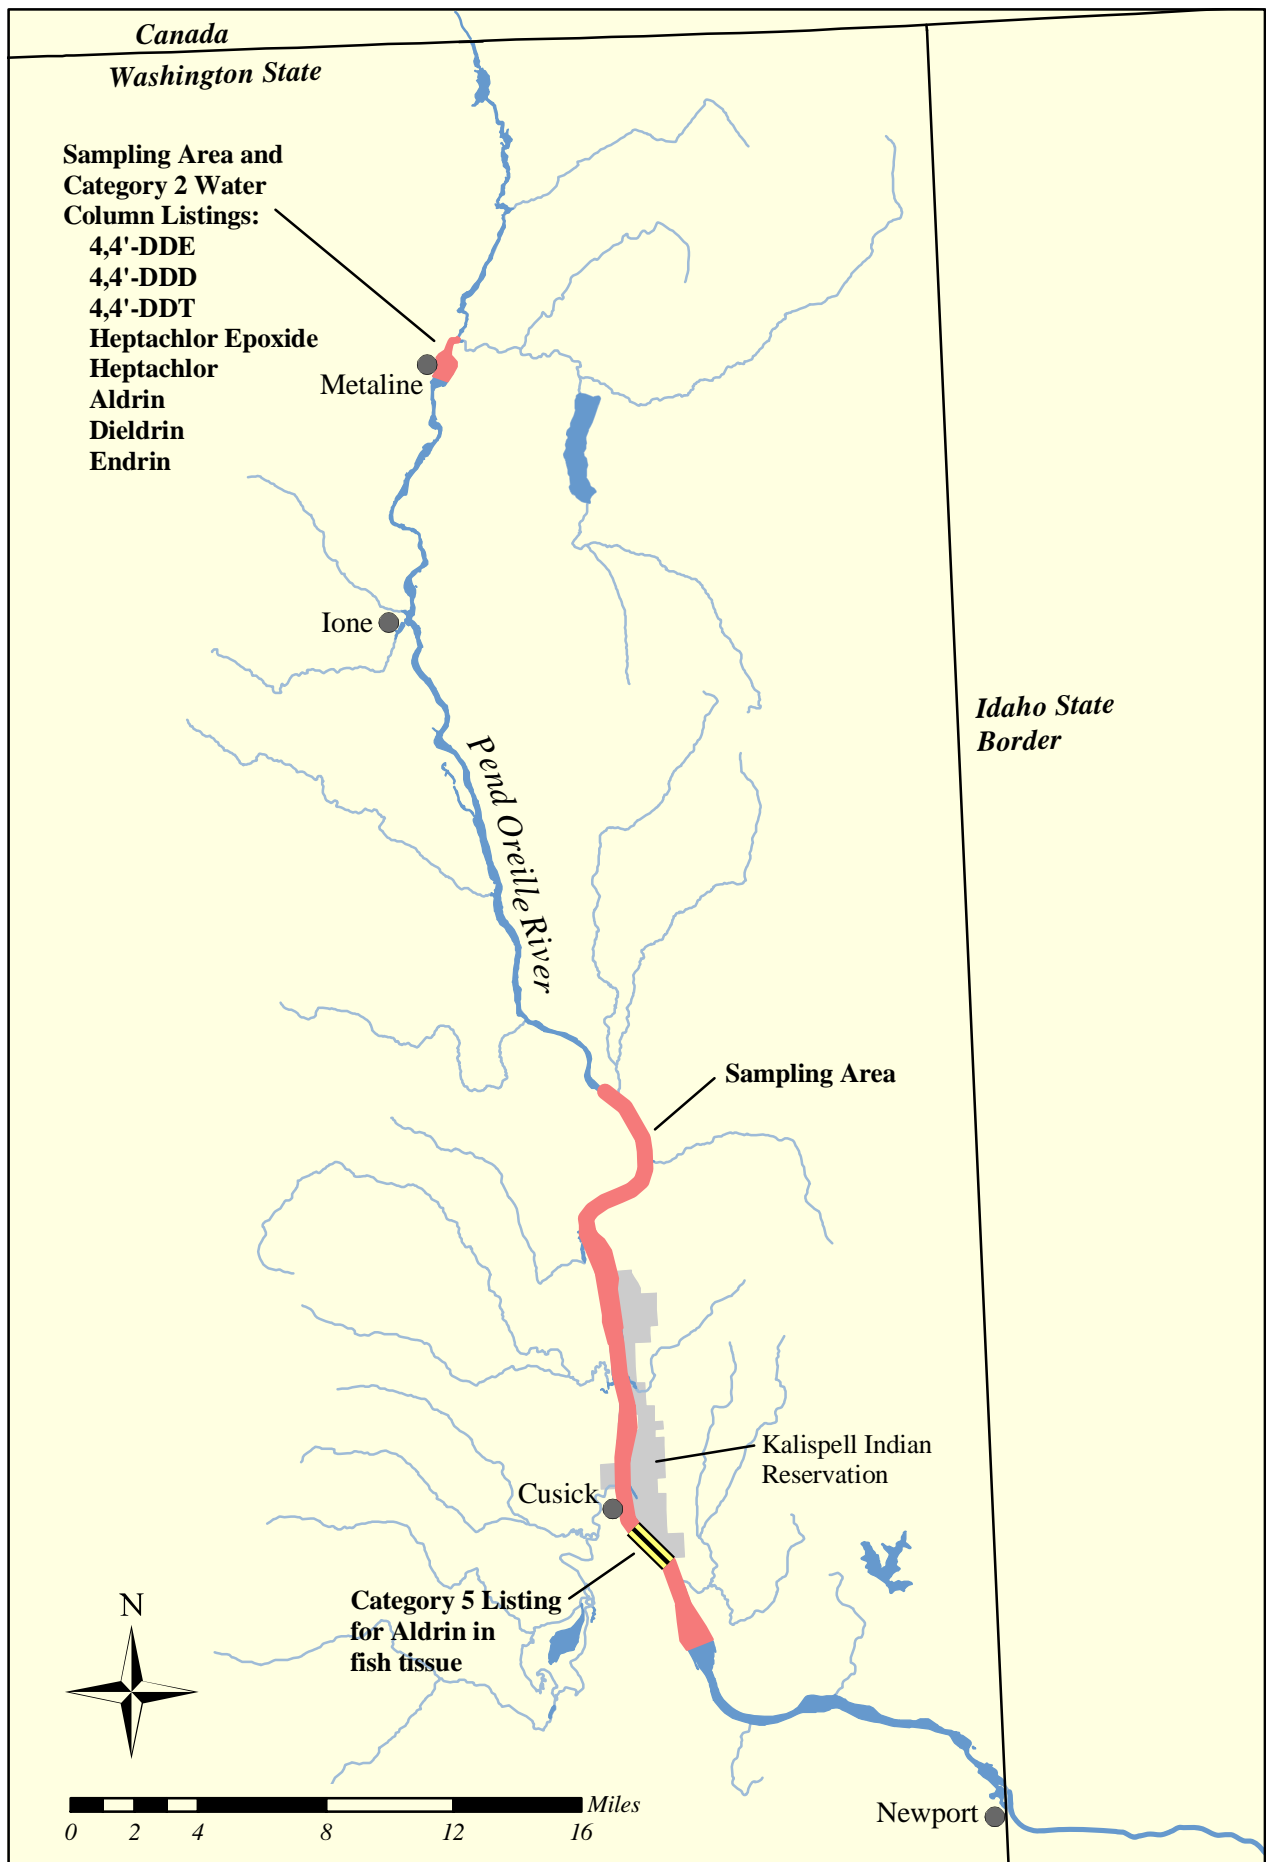 Canada
Washington State
Sampling Area and
Category 2 Water
Column Listings:
4,4'-DDE
4,4'-DDD
4,4'-DDT
Heptachlor Epoxide
Heptachlor
Aldrin
Dieldrin
Endrin
Metaline
Ione
Idaho State
Border
Pend Oreille River
Sampling Area
Kalispell Indian
Reservation
Cusick
Category 5 Listing
for Aldrin in
fish tissue
N
Miles
0 2 4 8 12 16
Newport